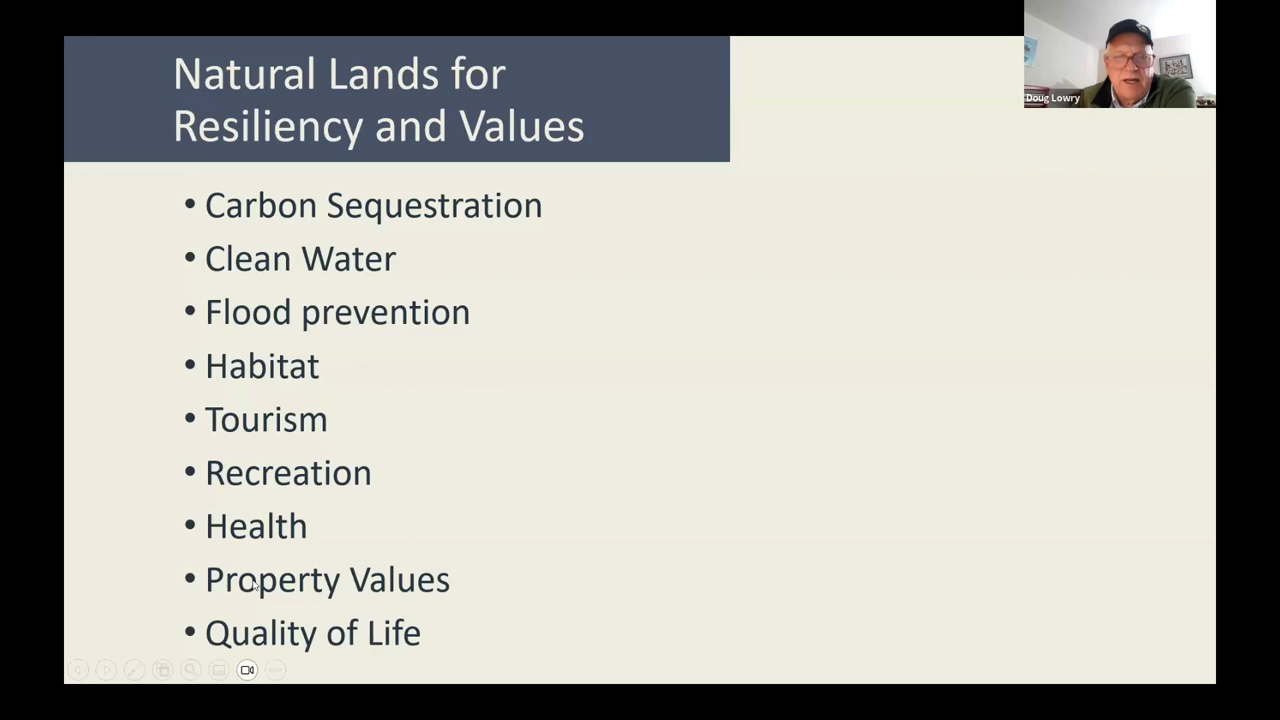 Natural Lands for
Resiliency and Values
• Carbon Sequestration
• Clean Water
• Flood prevention
• Habitat
• Tourism
• Recreation
• Health
• Property Values
• Quality of Life
Doug Lowry